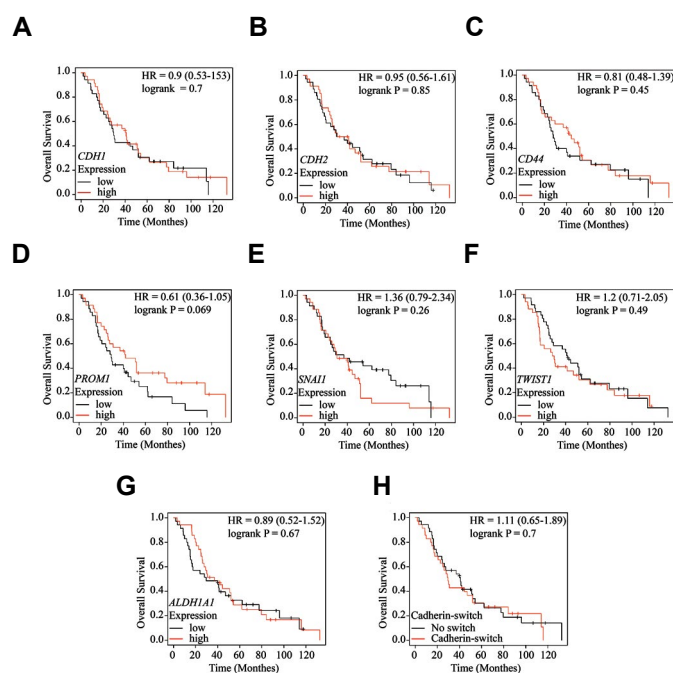 A
HR = 0.9 (0.53-153)
logrank = 0.7
Overall Survival
1.0
0.8
0.6
0.4
0.2
0.0
CDH1
Expression
low
high
0 20 40 60 80 100 120
Time (Monthes)
B
HR = 0.95 (0.56-1.61)
logrank P = 0.85
Overall Survival
1.0
0.8
0.6
0.4
0.2
0.0
CDH2
Expression
low
high
0 20 40 60 80 100 120
Time (Monthes)
C
HR = 0.81 (0.48-1.39)
logrank P = 0.45
Overall Survival
1.0
0.8
0.6
0.4
0.2
0.0
CD44
Expression
low
high
0 20 40 60 80 100 120
Time (Monthes)
D
HR = 0.61 (0.36-1.05)
logrank P = 0.069
Overall Survival
1.0
0.8
0.6
0.4
0.2
0.0
PROM1
Expression
low
high
0 20 40 60 80 100 120
Time (Monthes)
E
HR = 1.36 (0.79-2.34)
logrank P = 0.26
Overall Survival
1.0
0.8
0.6
0.4
0.2
0.0
SNAI1
Expression
low
high
0 20 40 60 80 100 120
Time (Monthes)
F
HR = 1.2 (0.71-2.05)
logrank P = 0.49
Overall Survival
1.0
0.8
0.6
0.4
0.2
0.0
TWIST1
Expression
low
high
0 20 40 60 80 100 120
Time (Monthes)
G
HR = 0.89 (0.52-1.52)
logrank P = 0.67
Overall Survival
1.0
0.8
0.6
0.4
0.2
0.0
ALDH1A1
Expression
low
high
0 20 40 60 80 100 120
Time (Monthes)
H
HR = 1.11 (0.65-1.89)
logrank P = 0.7
Overall Survival
1.0
0.8
0.6
0.4
0.2
0.0
Cadherin-switch
No switch
Cadherin-switch
0 20 40 60 80 100 120
Time (Monthes)